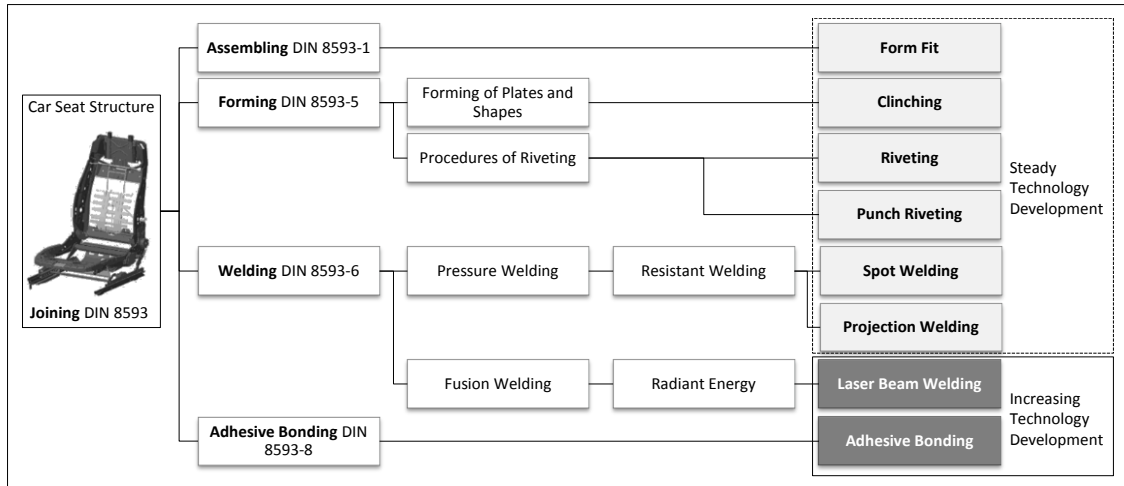 Car Seat Structure
Joining DIN 8593
Assembling DIN 8593-1
Form Fit
Forming DIN 8593-5
Forming of Plates and
Shapes
Clinching
Procedures of Riveting
Riveting
Punch Riveting
Welding DIN 8593-6
Pressure Welding
Resistant Welding
Spot Welding
Projection Welding
Steady
Technology
Development
Fusion Welding
Radiant Energy
Laser Beam Welding
Adhesive Bonding DIN
8593-8
Adhesive Bonding
Increasing
Technology
Development